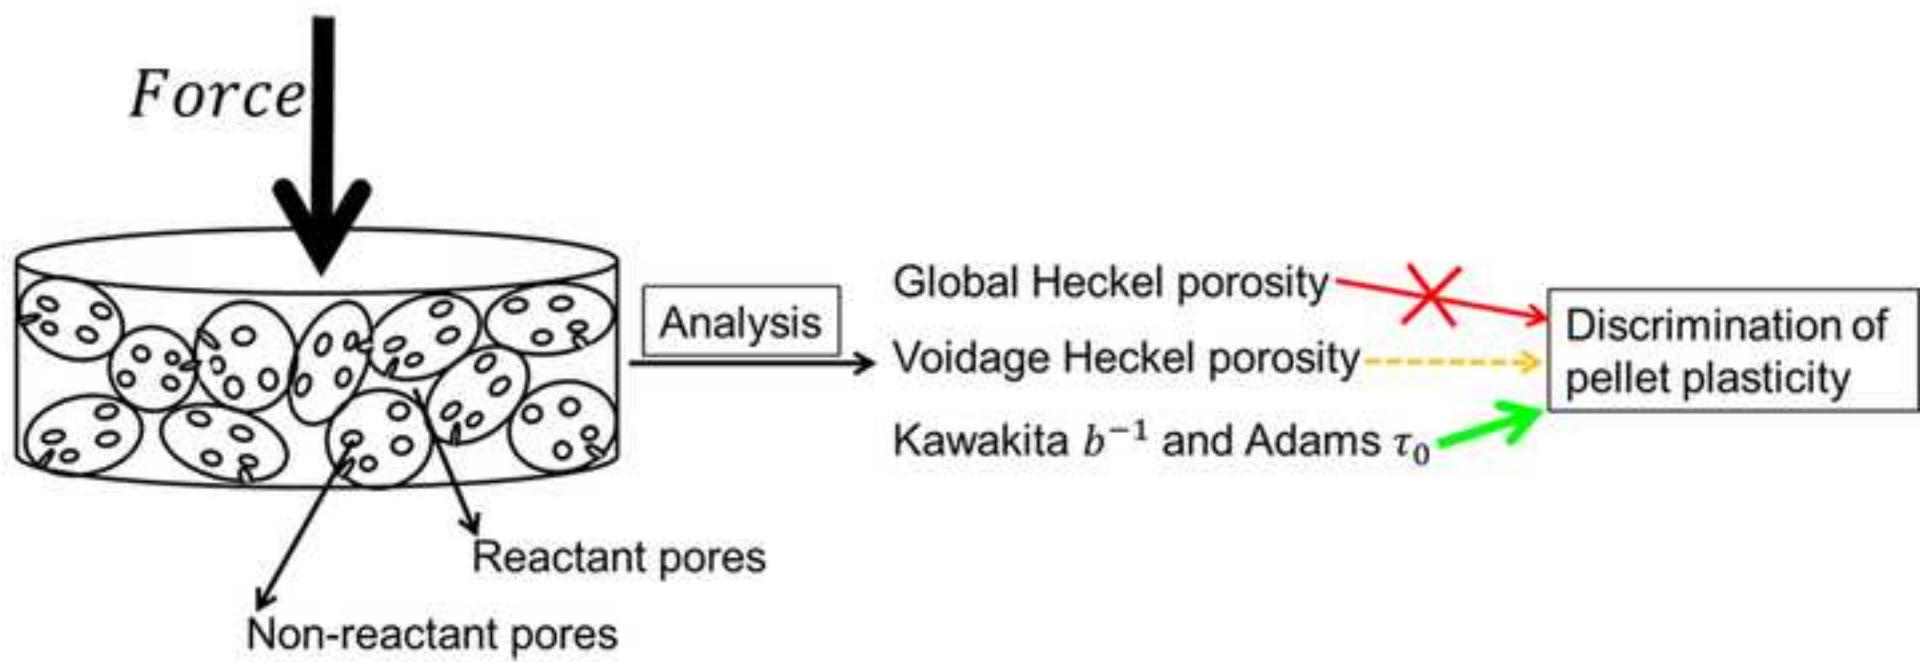 Force
Analysis
Global Heckel porosity
Voidage Heckel porosity
Kawakita b⁻¹ and Adams τ₀
Discrimination of
pellet plasticity
Reactant pores
Non-reactant pores